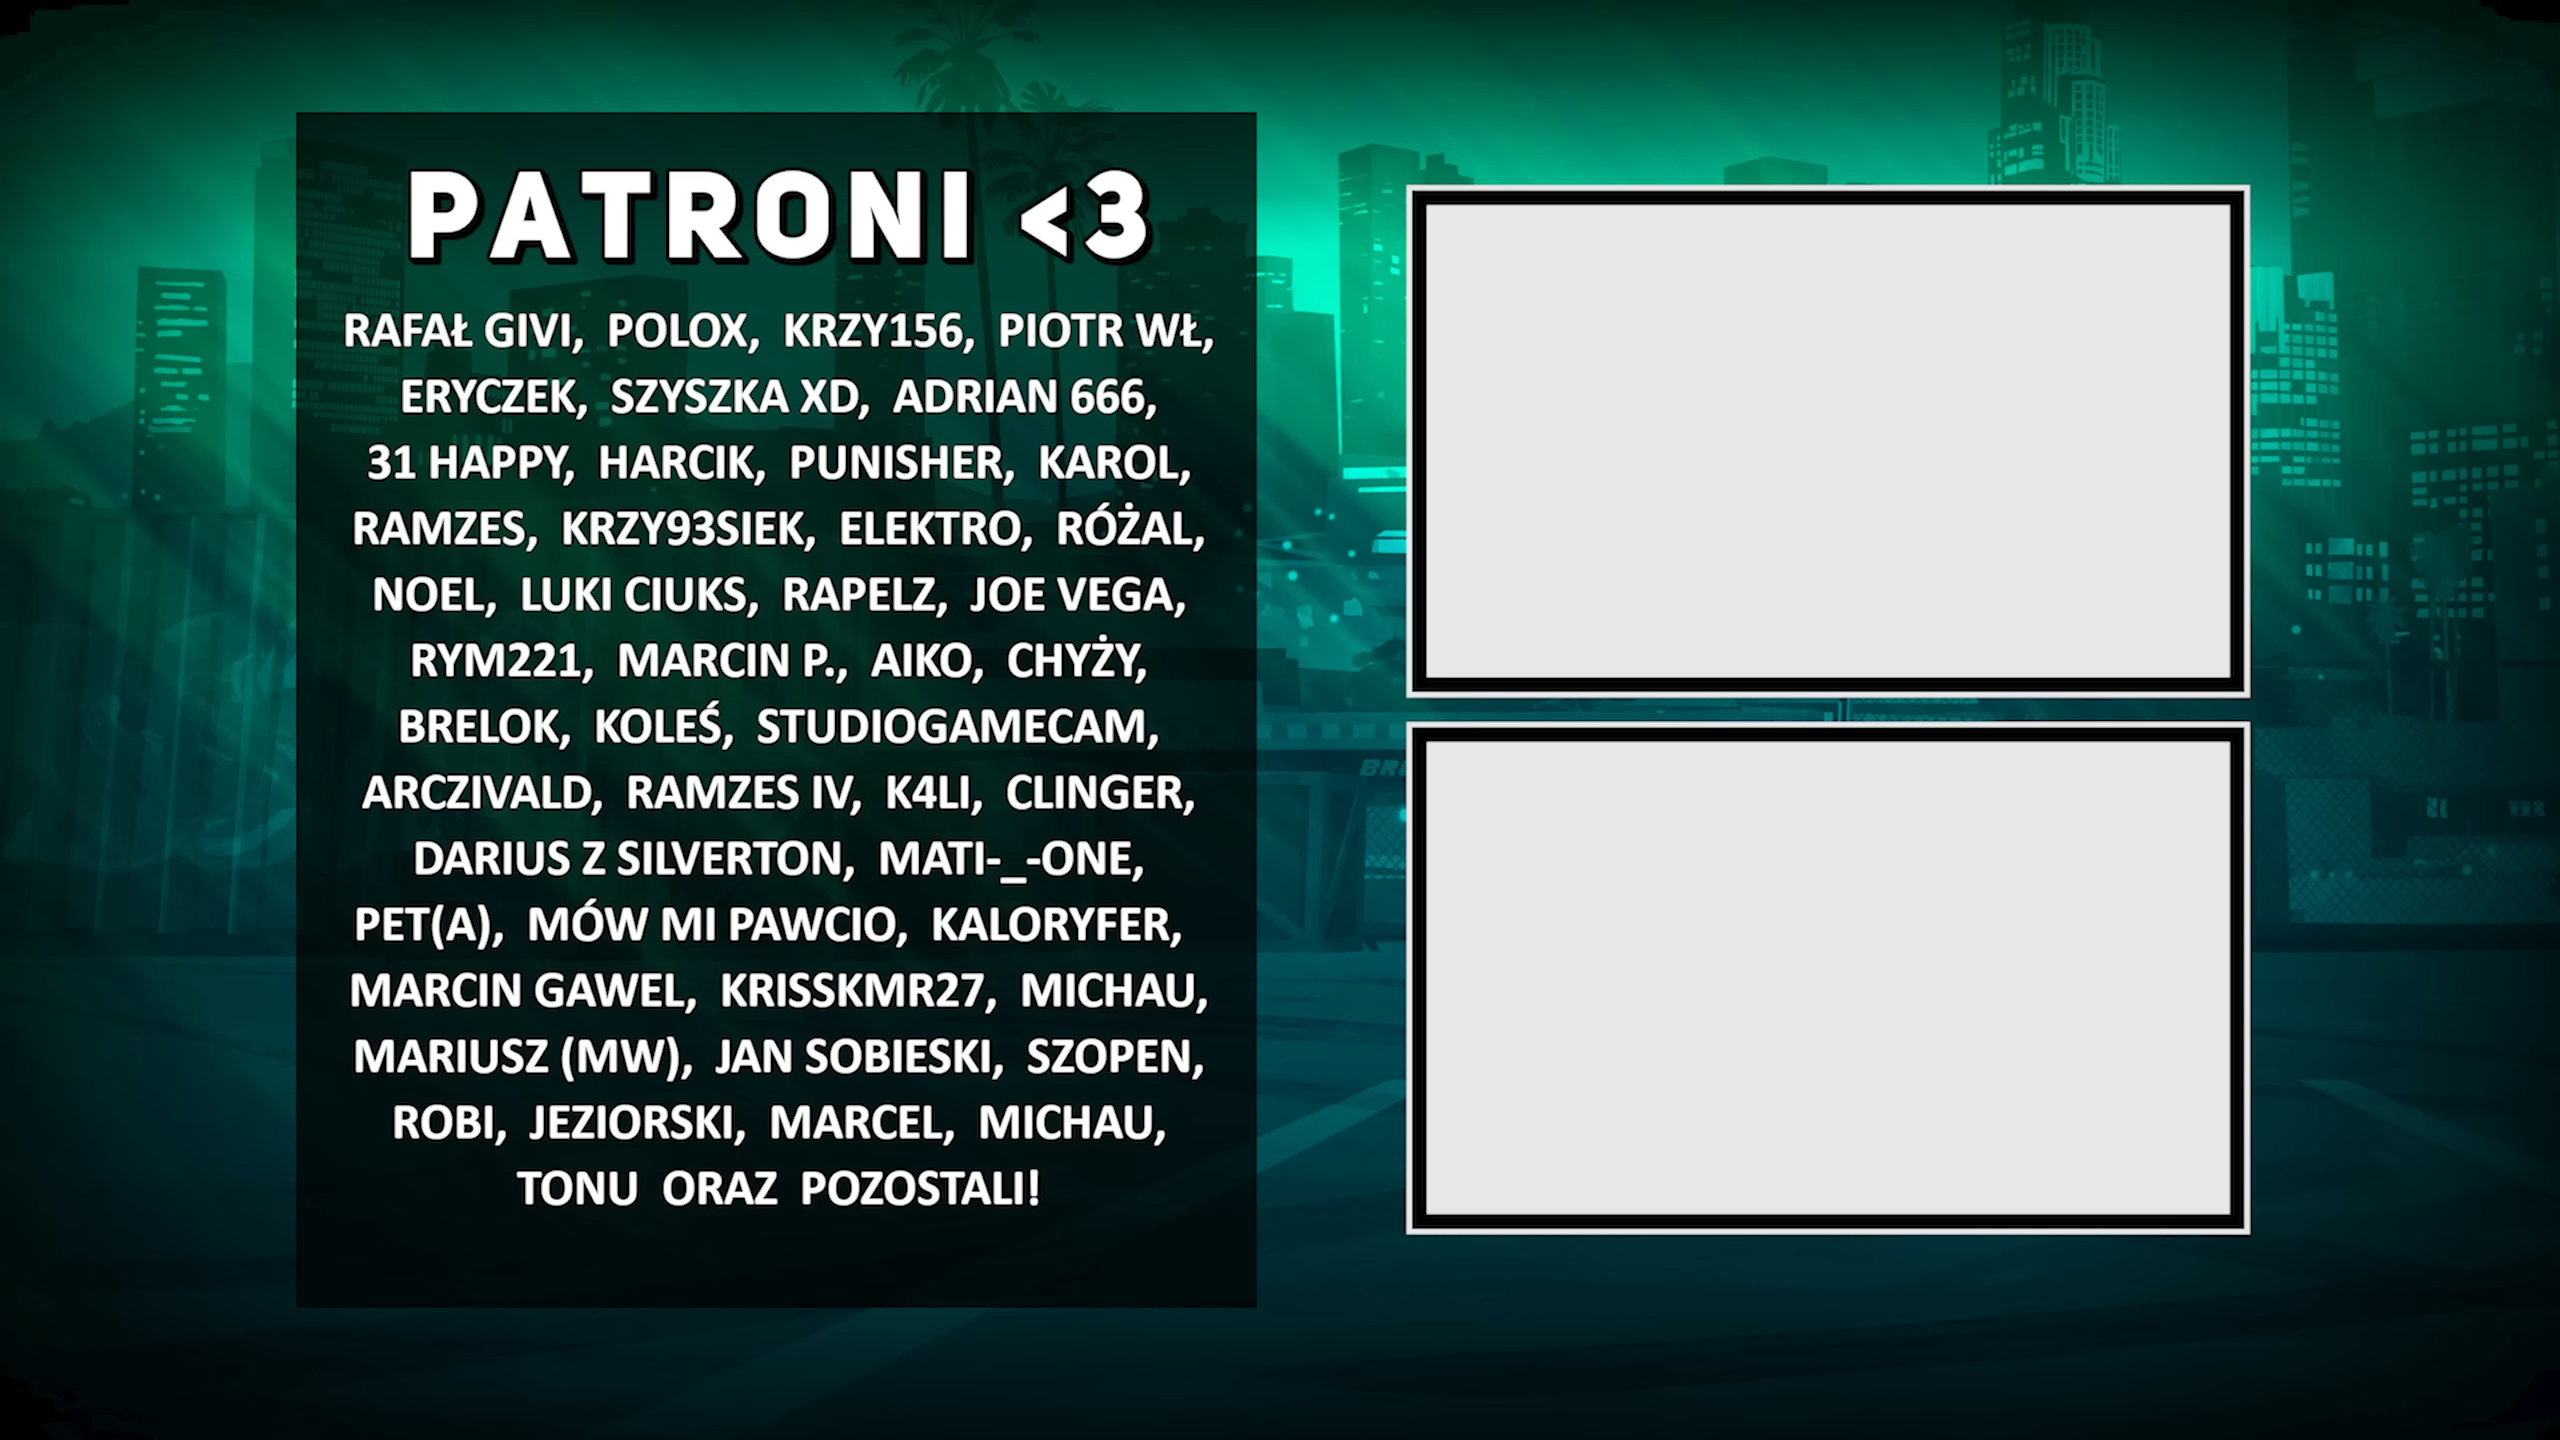 PATRONI <3
RAFAŁ GIVI, POLOX, KRZY156, PIOTR WŁ,
ERYCZEK, SZYSZKA XD, ADRIAN 666,
31 HAPPY, HARCIK, PUNISHER, KAROL,
RAMZES, KRZY93SIEK, ELEKTRO, RÓŻAL,
NOEL, LUKI CIUKS, RAPELZ, JOE VEGA,
RYM221, MARCIN P., AIKO, CHYŻY,
BRELOK, KOLEŚ, STUDIOGAMECAM,
ARCZIVALD, RAMZES IV, K4LI, CLINGER,
DARIUS Z SILVERTON, MATI-_-ONE,
PET(A), MÓW MI PAWCIO, KALORYFER,
MARCIN GAWEL, KRISSKMR27, MICHAU,
MARIUSZ (MW), JAN SOBIESKI, SZOPEN,
ROBI, JEZIORSKI, MARCEL, MICHAU,
TONU ORAZ POZOSTALI!